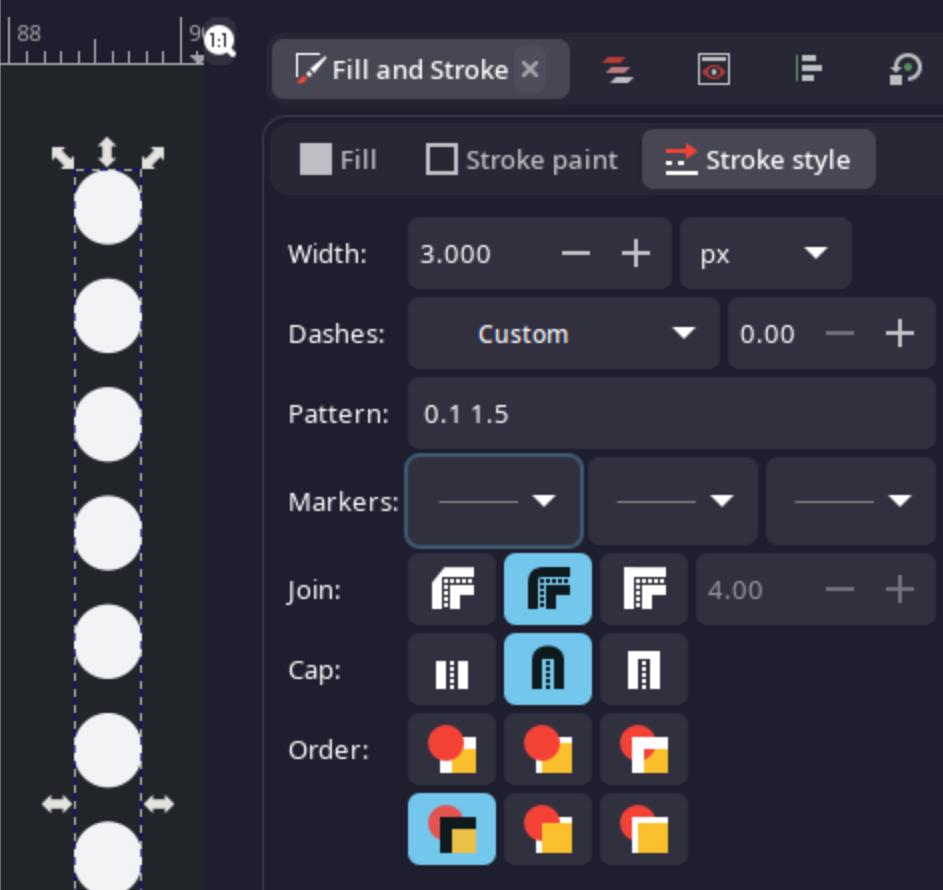 88
90
1:1
Fill and Stroke
Fill Stroke paint Stroke style
Width: 3.000 px
Dashes: Custom 0.00
Pattern: 0.1 1.5
Markers:
Join: 4.00
Cap:
Order: